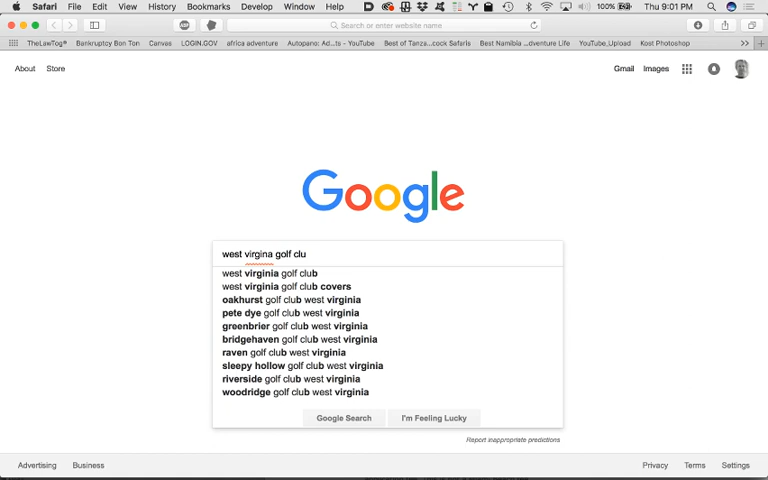 Safari File Edit View History Bookmarks Develop Window Help 100% Thu 9:01 PM
Search or enter website name
TheLawTog® Bankruptcy Bon Ton Canvas LOGIN.GOV africa adventure Autopano: Ad...ts - YouTube Best of Tanza...cock Safaris Best Namibia ...dventure Life YouTube_Upload Kost Photoshop
About Store Gmail Images
Google
west virgina golf clu
west virginia golf club
west virginia golf club covers
oakhurst golf club west virginia
pete dye golf club west virginia
greenbrier golf club west virginia
bridgehaven golf club west virginia
raven golf club west virginia
sleepy hollow golf club west virginia
riverside golf club west virginia
woodridge golf club west virginia
Google Search I'm Feeling Lucky
Report inappropriate predictions
Advertising Business Privacy Terms Settings